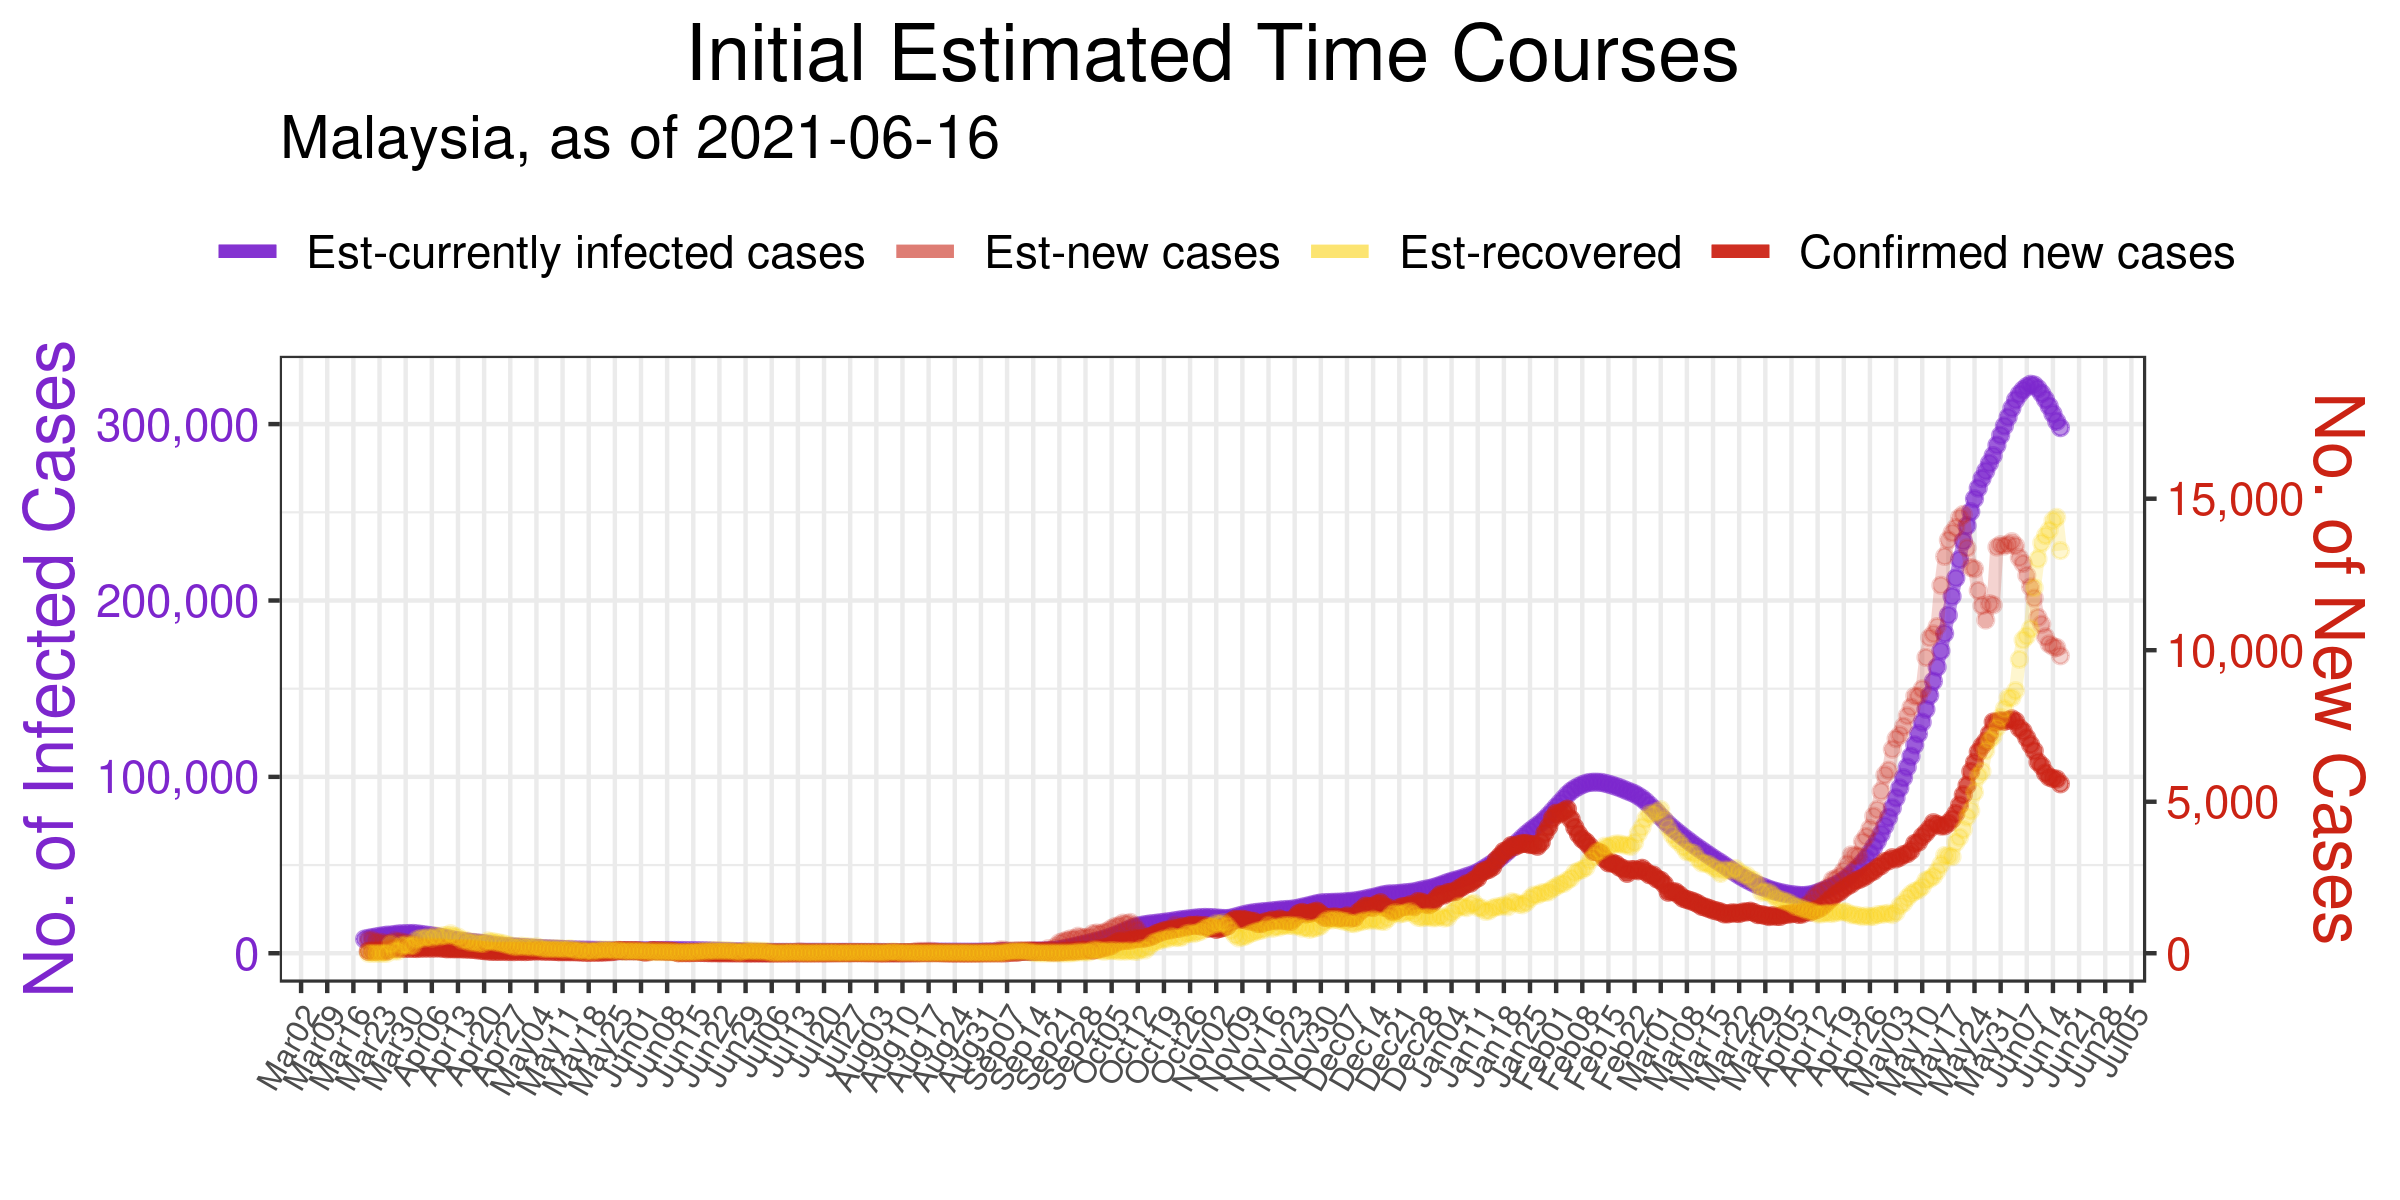 Initial Estimated Time Courses
Malaysia, as of 2021-06-16
Est-currently infected cases Est-new cases Est-recovered Confirmed new cases
No. of Infected Cases
300,000
200,000
100,000
0
15,000
10,000
5,000
0
No. of New Cases
Mar02 Mar09 Mar16 Mar23 Mar30 Apr06 Apr13 Apr20 Apr27 May04 May11 May18 May25 Jun01 Jun08 Jun15 Jun22 Jun29 Jul06 Jul13 Jul20 Jul27 Aug03 Aug10 Aug17 Aug24 Aug31 Sep07 Sep14 Sep21 Sep28 Oct05 Oct12 Oct19 Oct26 Nov02 Nov09 Nov16 Nov23 Nov30 Dec07 Dec14 Dec21 Dec28 Jan04 Jan11 Jan18 Jan25 Feb01 Feb08 Feb15 Feb22 Mar01 Mar08 Mar15 Mar22 Mar29 Apr05 Apr12 Apr19 Apr26 May03 May10 May17 May24 May31 Jun07 Jun14 Jun21 Jun28 Jul05